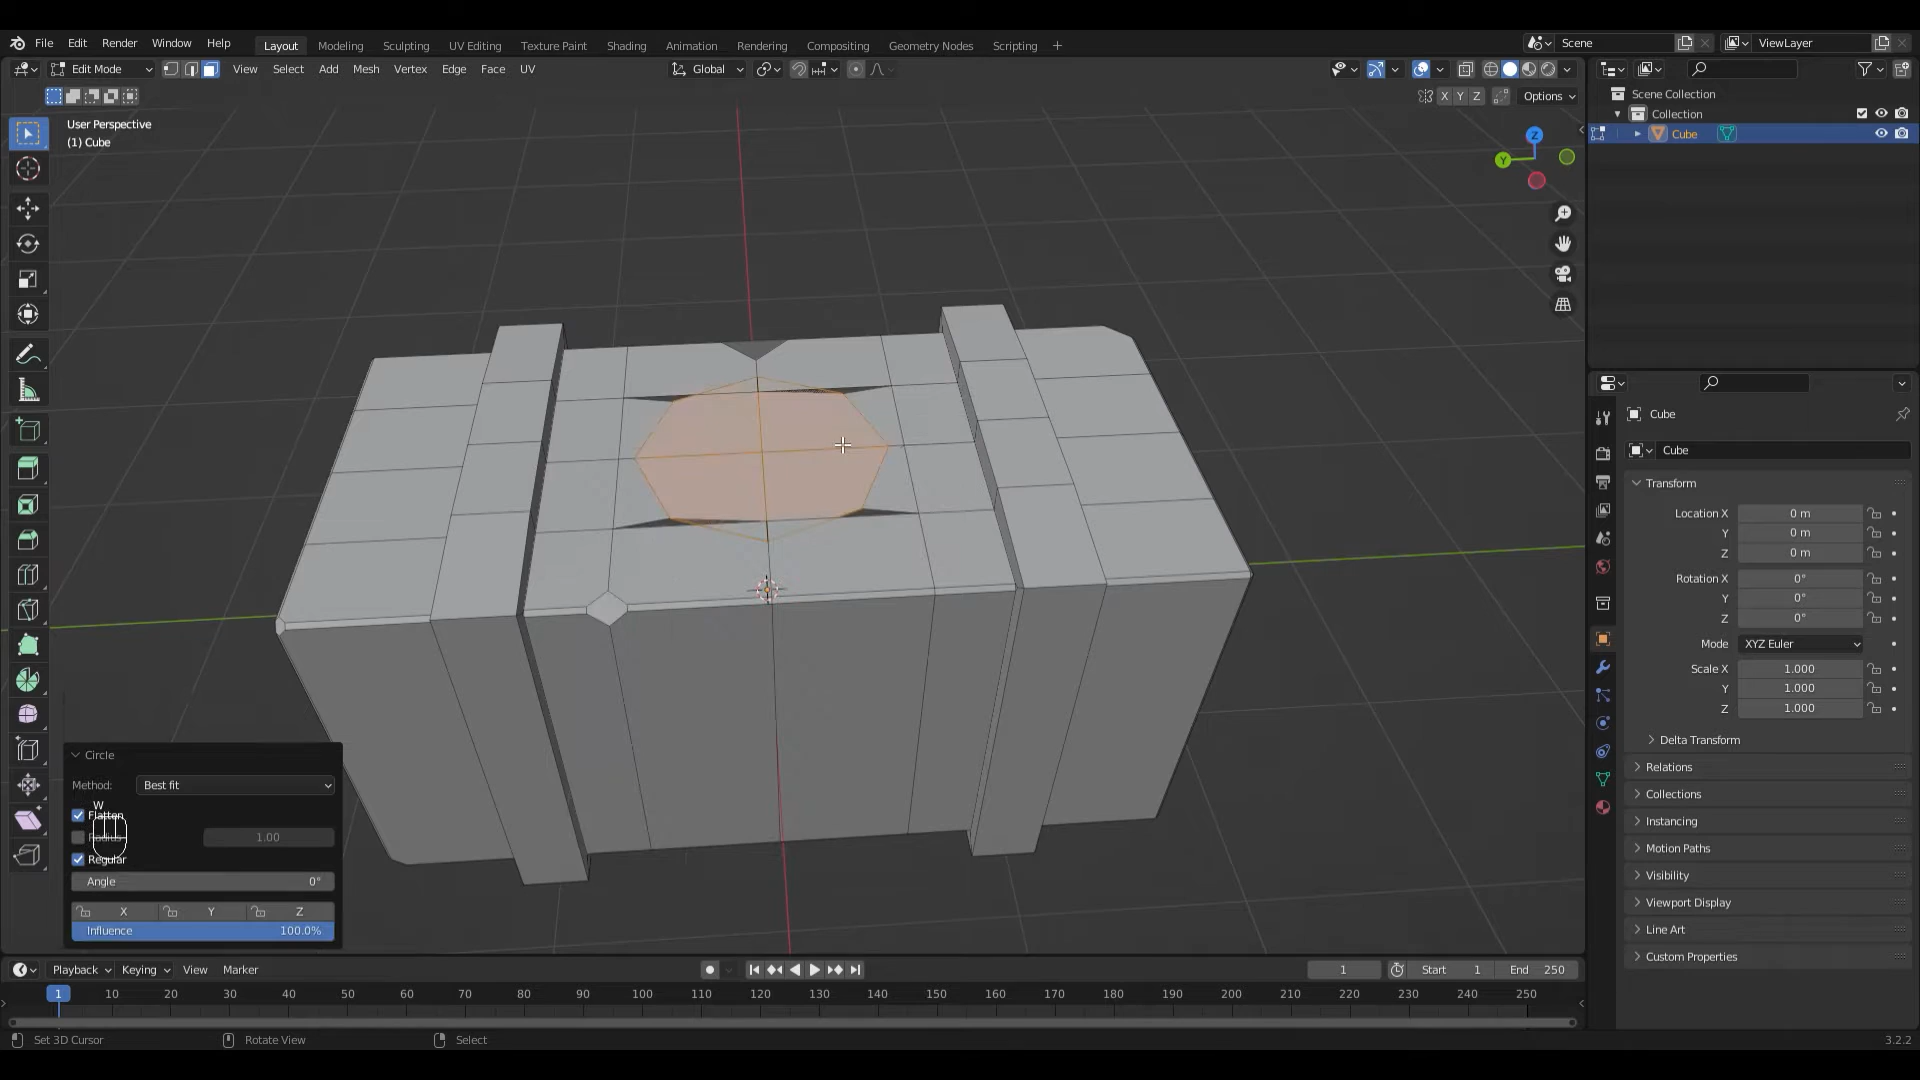 File Edit Render Window Help Layout Modeling Sculpting UV Editing Texture Paint Shading Animation Rendering Compositing Geometry Nodes Scripting + Scene ViewLayer
Edit Mode View Select Add Mesh Vertex Edge Face UV Global
X Y Z Options
User Perspective
(1) Cube
Z
Y
Scene Collection
Collection
Cube
Cube
Cube
Transform
Location X 0 m
Y 0 m
Z 0 m
Rotation X 0°
Y 0°
Z 0°
Mode XYZ Euler
Scale X 1.000
Y 1.000
Z 1.000
Delta Transform
Relations
Collections
Instancing
Motion Paths
Visibility
Viewport Display
Line Art
Custom Properties
Circle
Method: Best fit
W
Flatten
Radius 1.00
Regular
Angle 0°
X Y Z
Influence 100.0%
Playback Keying View Marker 1 Start 1 End 250
1 10 20 30 40 50 60 70 80 90 100 110 120 130 140 150 160 170 180 190 200 210 220 230 240 250
Set 3D Cursor Rotate View Select 3.2.2